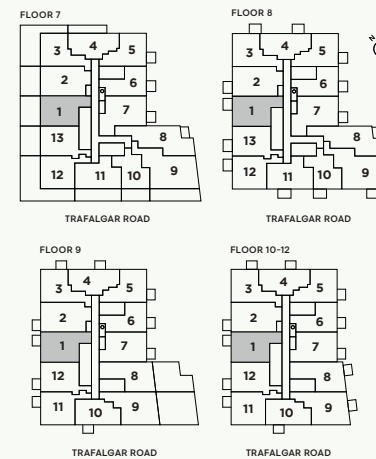 FLOOR 7
3 4 5
2 6
1 7
13 8
12 11 10 9
TRAFALGAR ROAD
FLOOR 8
N
3 4 5
2 6
1 7
13 8
12 11 10 9
TRAFALGAR ROAD
FLOOR 9
3 4 5
2 6
1 7
12 8
11 10 9
TRAFALGAR ROAD
FLOOR 10-12
3 4 5
2 6
1 7
12 8
11 10 9
TRAFALGAR ROAD